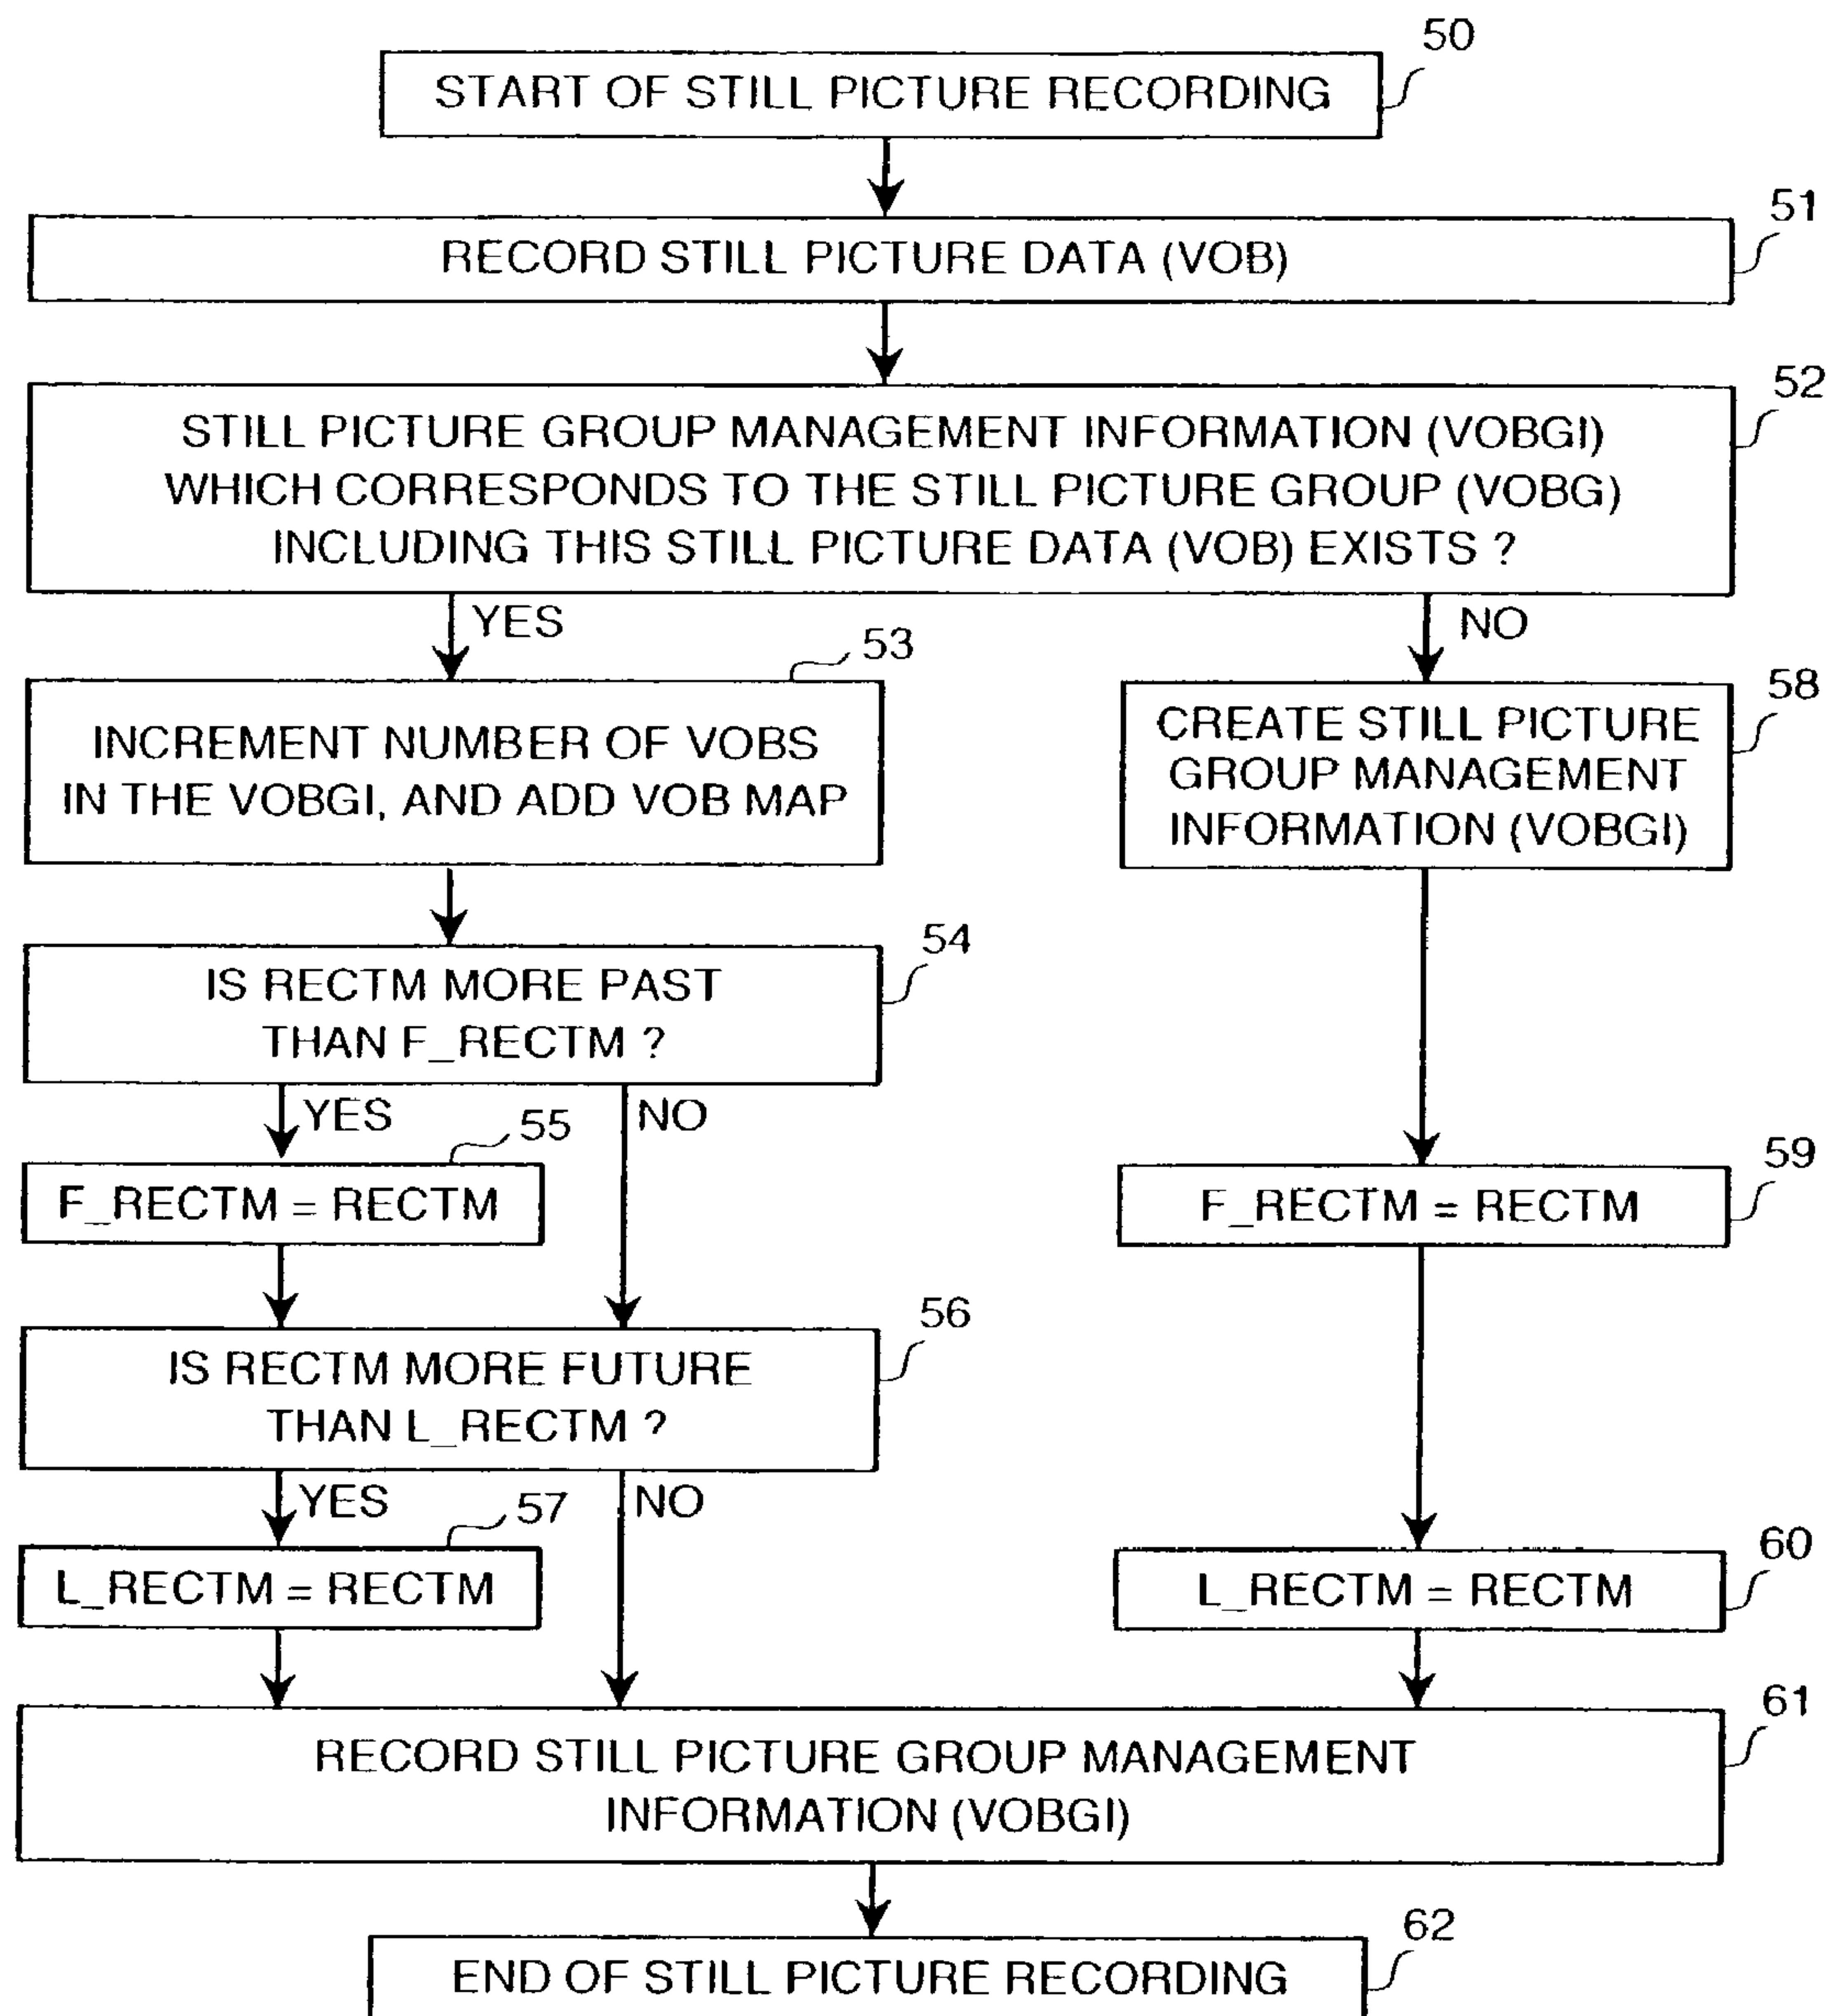 50
START OF STILL PICTURE RECORDING
51
RECORD STILL PICTURE DATA (VOB)
52
STILL PICTURE GROUP MANAGEMENT INFORMATION (VOBGI)
WHICH CORRESPONDS TO THE STILL PICTURE GROUP (VOBG)
INCLUDING THIS STILL PICTURE DATA (VOB) EXISTS ?
YES
NO
53
INCREMENT NUMBER OF VOBS
IN THE VOBGI, AND ADD VOB MAP
58
CREATE STILL PICTURE
GROUP MANAGEMENT
INFORMATION (VOBGI)
54
IS RECTM MORE PAST
THAN F_RECTM ?
YES
NO
55
F_RECTM = RECTM
59
F_RECTM = RECTM
56
IS RECTM MORE FUTURE
THAN L_RECTM ?
YES
NO
57
L_RECTM = RECTM
60
L_RECTM = RECTM
61
RECORD STILL PICTURE GROUP MANAGEMENT
INFORMATION (VOBGI)
62
END OF STILL PICTURE RECORDING